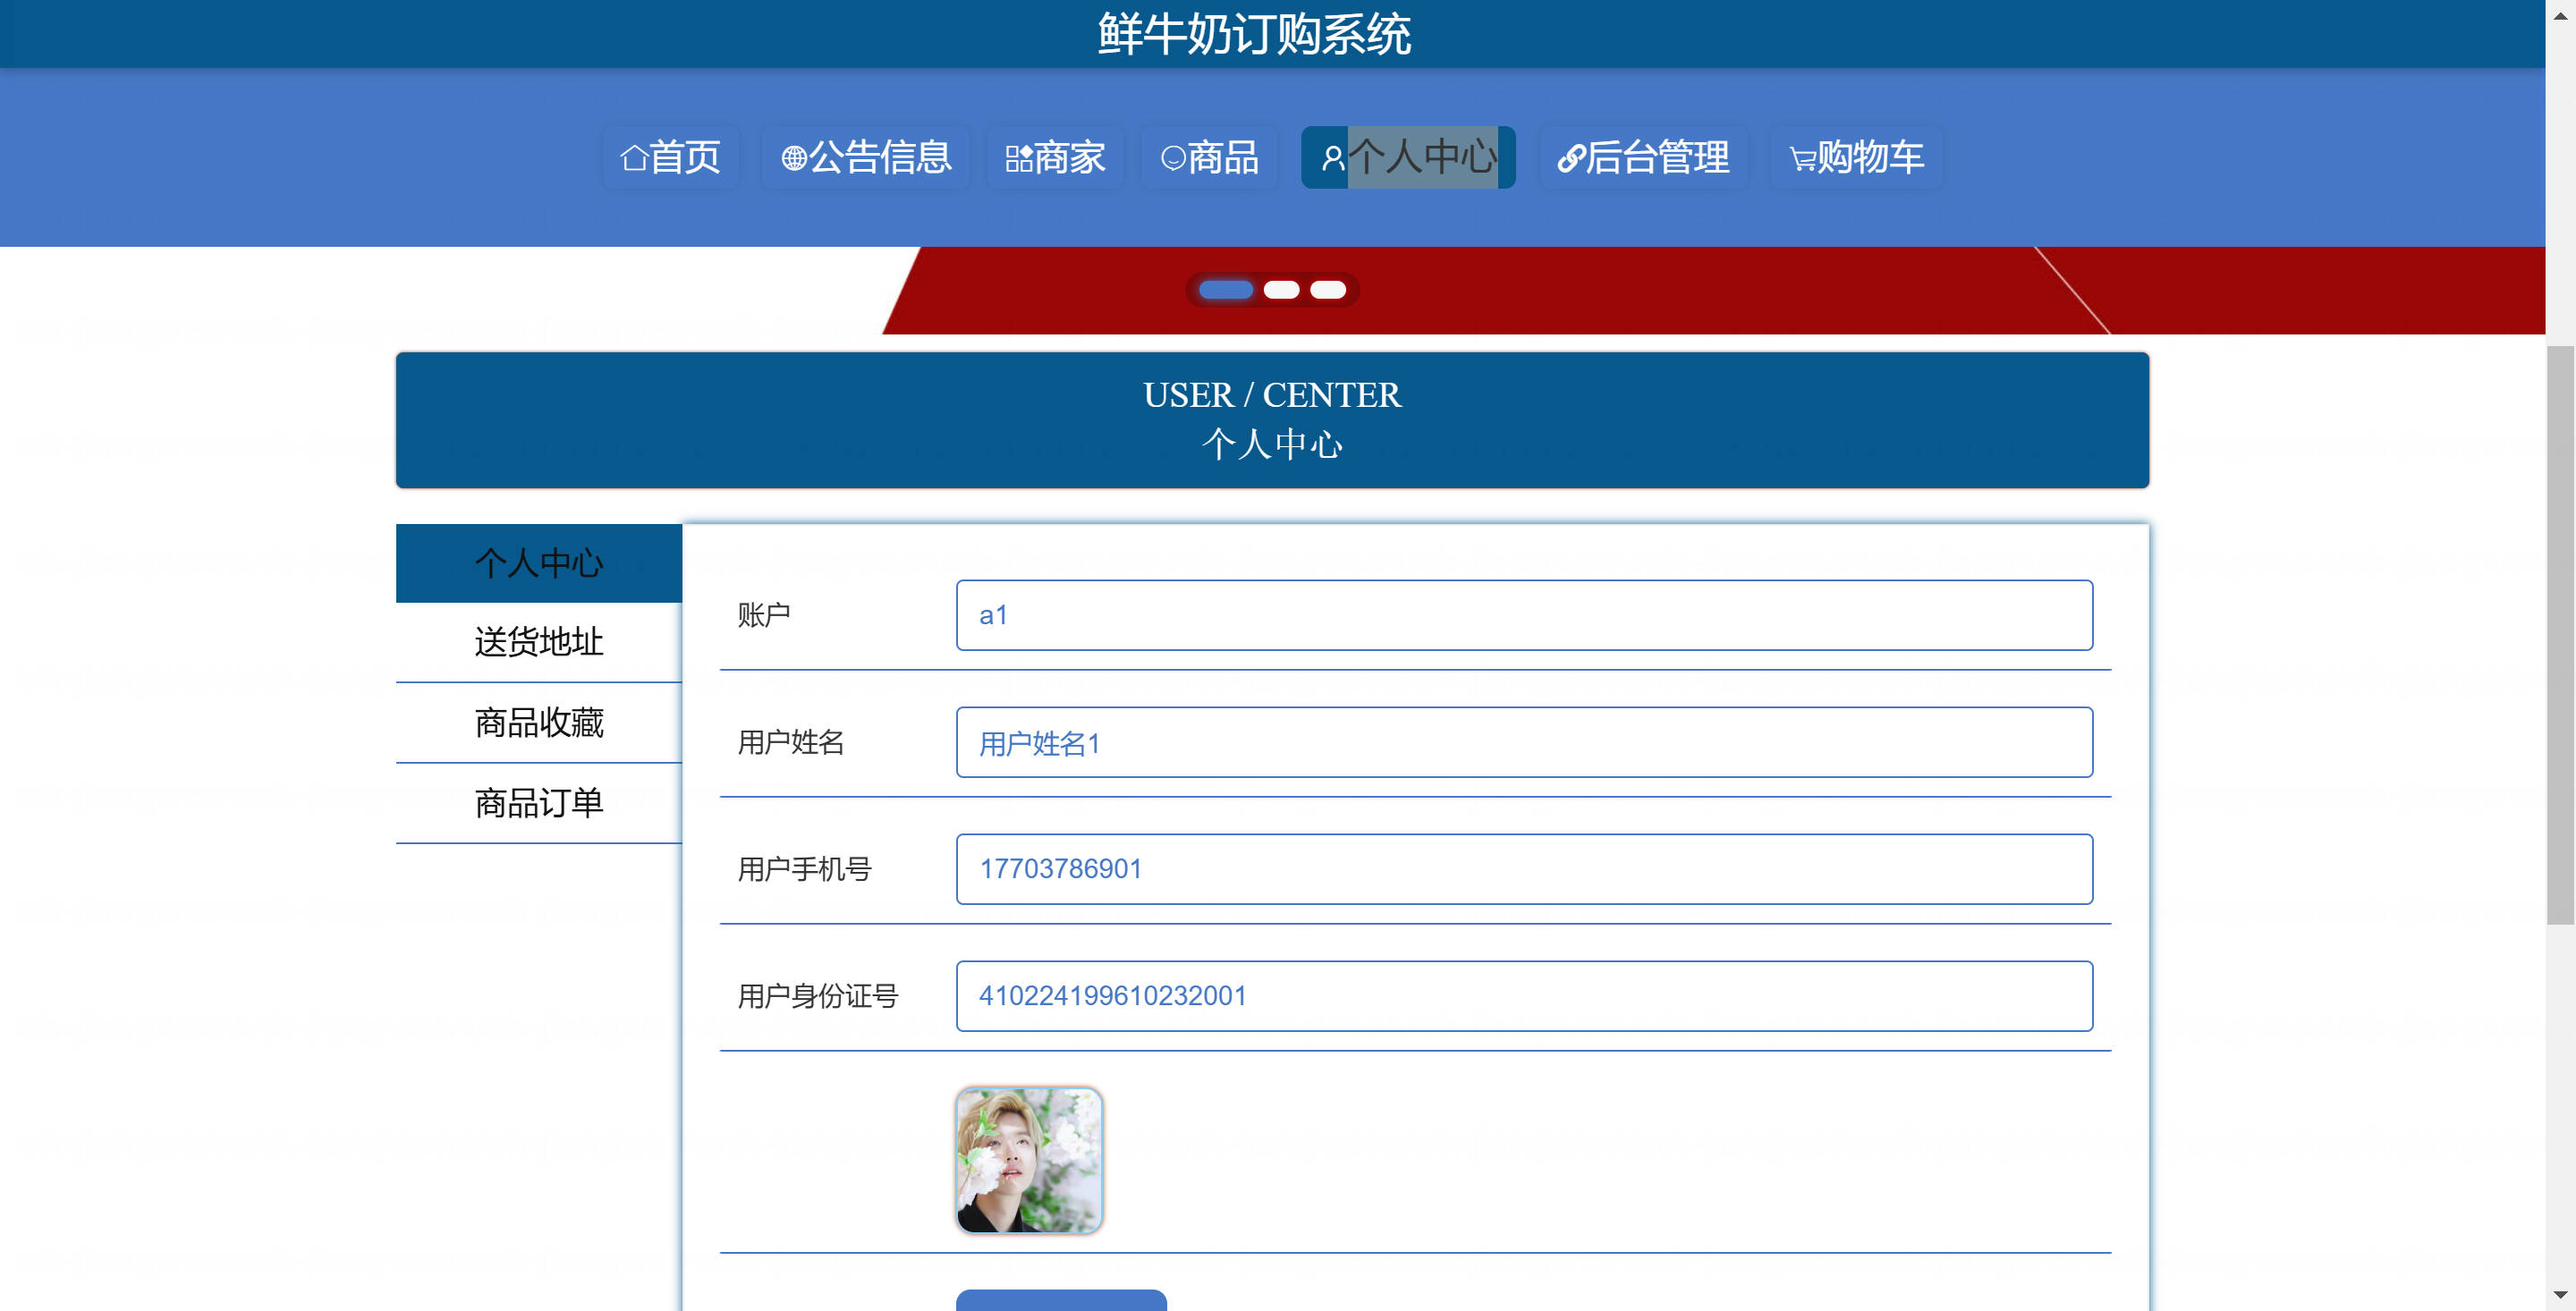 鲜牛奶订购系统
首页 公告信息 商家 商品 个人中心 后台管理 购物车
USER / CENTER
个人中心
个人中心
送货地址
商品收藏
商品订单
账户 a1
用户姓名 用户姓名1
用户手机号 17703786901
用户身份证号 410224199610232001